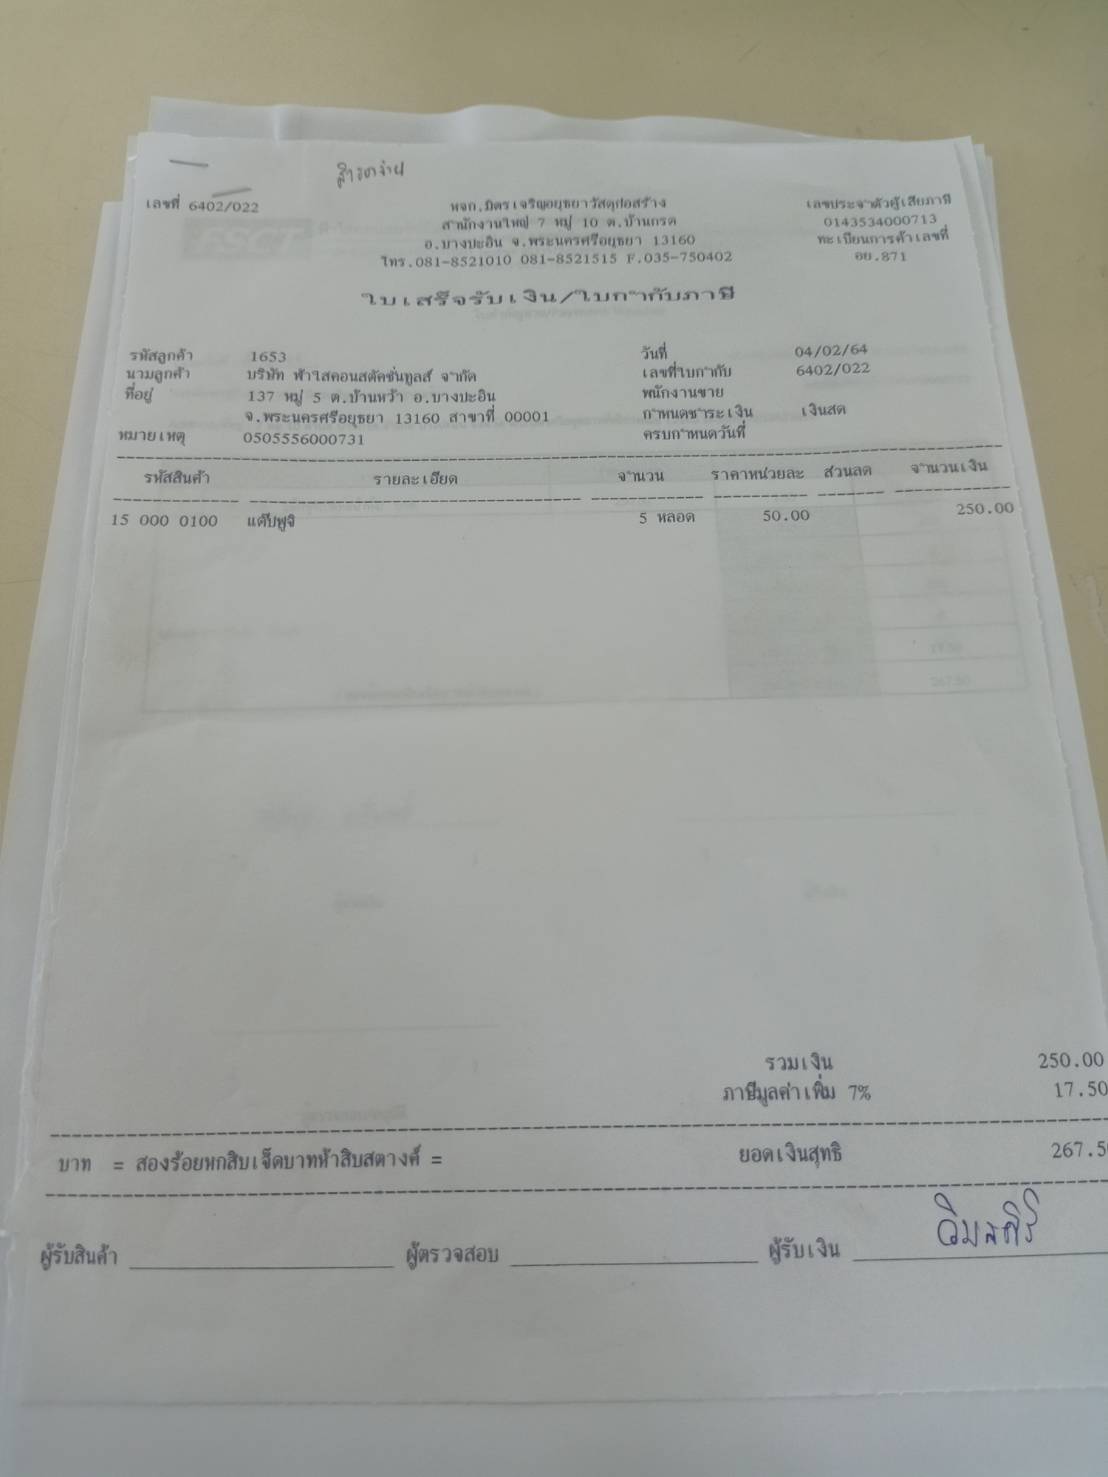 สำรองจ่าย
เลขที่ 6402/022
หจก.มิตรเจริญอยุธยาวัสดุก่อสร้าง
สำนักงานใหญ่ 7 หมู่ 10 ต.บ้านกรด
อ.บางปะอิน จ.พระนครศรีอยุธยา 13160
โทร.081-8521010 081-8521515 F.035-750402
เลขประจำตัวผู้เสียภาษี
0143534000713
ทะเบียนการค้าเลขที่
อย.871
ใบเสร็จรับเงิน/ใบกำกับภาษี
รหัสลูกค้า 1653
นามลูกค้า บริษัท ฟ้าใสคอนสตัคชั่นทูลส์ จำกัด
ที่อยู่ 137 หมู่ 5 ต.บ้านหว้า อ.บางปะอิน
จ.พระนครศรีอยุธยา 13160 สาขาที่ 00001
หมายเหตุ 0505556000731
วันที่ 04/02/64
เลขที่ใบกำกับ 6402/022
พนักงานขาย
กำหนดชำระเงิน เงินสด
ครบกำหนดวันที่
รหัสสินค้า รายละเอียด จำนวน ราคาหน่วยละ ส่วนลด จำนวนเงิน
15 000 0100 แด๊ปพูจิ 5 หลอด 50.00 250.00
รวมเงิน 250.00
ภาษีมูลค่าเพิ่ม 7% 17.50
บาท = สองร้อยหกสิบเจ็ดบาทห้าสิบสตางค์ = ยอดเงินสุทธิ 267.50
ผู้รับสินค้า ผู้ตรวจสอบ ผู้รับเงิน วิมลศิริ